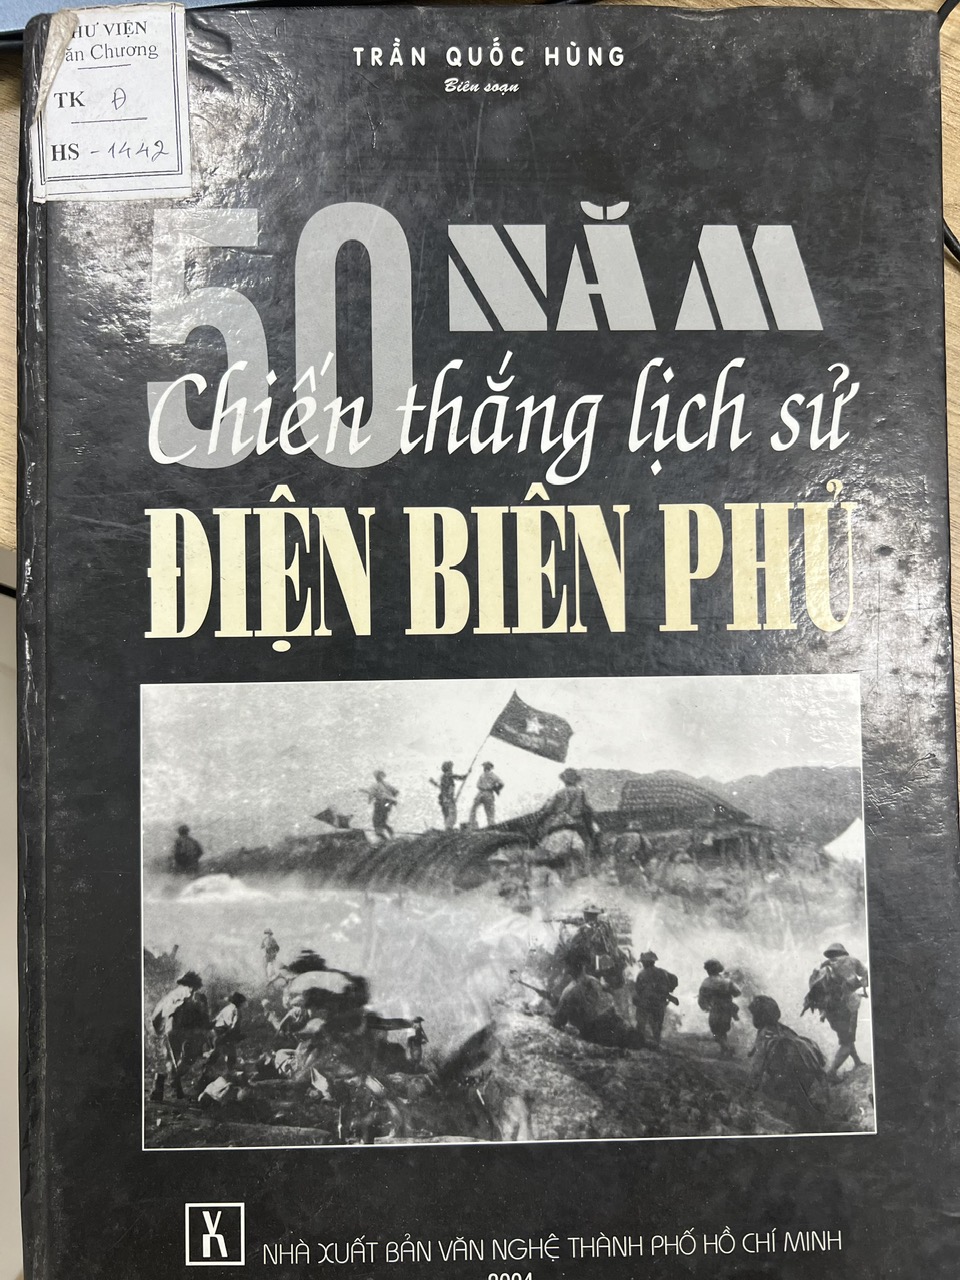 THƯ VIỆN
Văn Chương
TK Đ
HS - 1442
TRẦN QUỐC HÙNG
Biên soạn
50 NĂM
Chiến thắng lịch sử
ĐIỆN BIÊN PHỦ
NHÀ XUẤT BẢN VĂN NGHỆ THÀNH PHỐ HỒ CHÍ MINH
2004